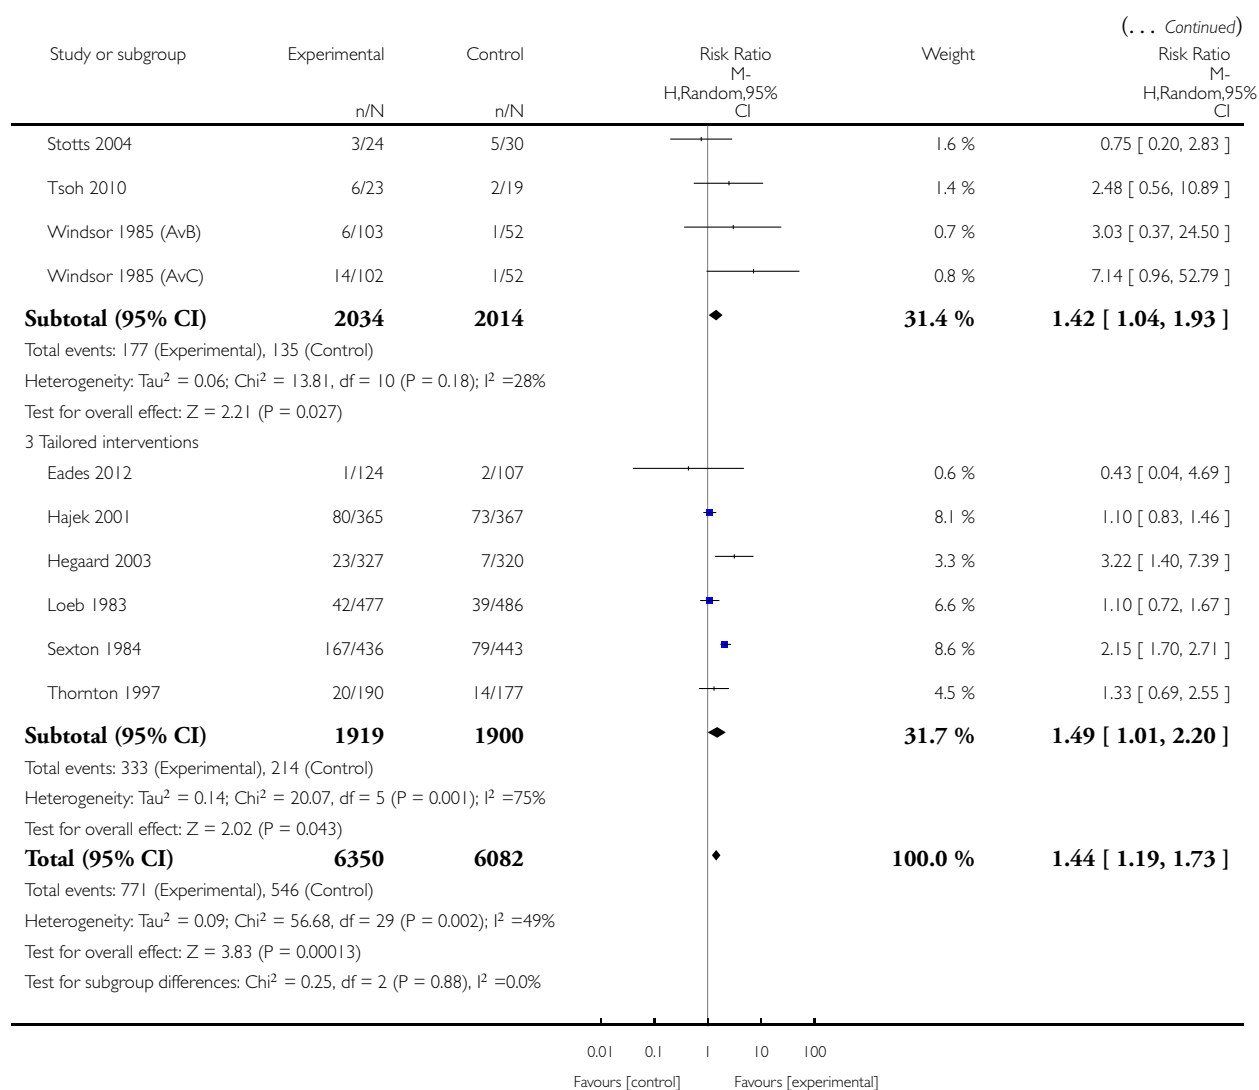 (... Continued)
Study or subgroup Experimental Control Risk Ratio Weight Risk Ratio
M-
H,Random,95%
CI
M-
H,Random,95%
CI
n/N n/N
Stotts 2004 3/24 5/30 1.6 % 0.75 [ 0.20, 2.83 ]
Tsoh 2010 6/23 2/19 1.4 % 2.48 [ 0.56, 10.89 ]
Windsor 1985 (AvB) 6/103 1/52 0.7 % 3.03 [ 0.37, 24.50 ]
Windsor 1985 (AvC) 14/102 1/52 0.8 % 7.14 [ 0.96, 52.79 ]
Subtotal (95% CI) 2034 2014 31.4 % 1.42 [ 1.04, 1.93 ]
Total events: 177 (Experimental), 135 (Control)
Heterogeneity: Tau² = 0.06; Chi² = 13.81, df = 10 (P = 0.18); I² =28%
Test for overall effect: Z = 2.21 (P = 0.027)
3 Tailored interventions
Eades 2012 1/124 2/107 0.6 % 0.43 [ 0.04, 4.69 ]
Hajek 2001 80/365 73/367 8.1 % 1.10 [ 0.83, 1.46 ]
Hegaard 2003 23/327 7/320 3.3 % 3.22 [ 1.40, 7.39 ]
Loeb 1983 42/477 39/486 6.6 % 1.10 [ 0.72, 1.67 ]
Sexton 1984 167/436 79/443 8.6 % 2.15 [ 1.70, 2.71 ]
Thornton 1997 20/190 14/177 4.5 % 1.33 [ 0.69, 2.55 ]
Subtotal (95% CI) 1919 1900 31.7 % 1.49 [ 1.01, 2.20 ]
Total events: 333 (Experimental), 214 (Control)
Heterogeneity: Tau² = 0.14; Chi² = 20.07, df = 5 (P = 0.001); I² =75%
Test for overall effect: Z = 2.02 (P = 0.043)
Total (95% CI) 6350 6082 100.0 % 1.44 [ 1.19, 1.73 ]
Total events: 771 (Experimental), 546 (Control)
Heterogeneity: Tau² = 0.09; Chi² = 56.68, df = 29 (P = 0.002); I² =49%
Test for overall effect: Z = 3.83 (P = 0.00013)
Test for subgroup differences: Chi² = 0.25, df = 2 (P = 0.88), I² =0.0%
0.01 0.1 1 10 100
Favours [control] Favours [experimental]